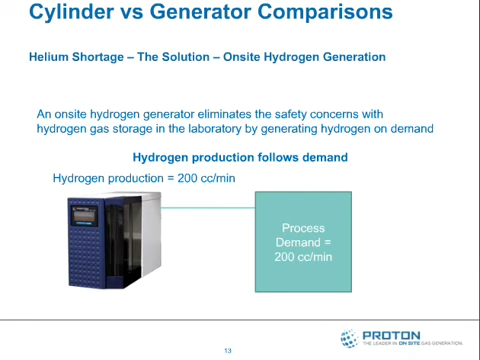 Cylinder vs Generator Comparisons
Helium Shortage – The Solution – Onsite Hydrogen Generation
An onsite hydrogen generator eliminates the safety concerns with
hydrogen gas storage in the laboratory by generating hydrogen on demand
Hydrogen production follows demand
Hydrogen production = 200 cc/min
Process
Demand =
200 cc/min
PROTON
THE LEADER IN ON SITE GAS GENERATION.
13